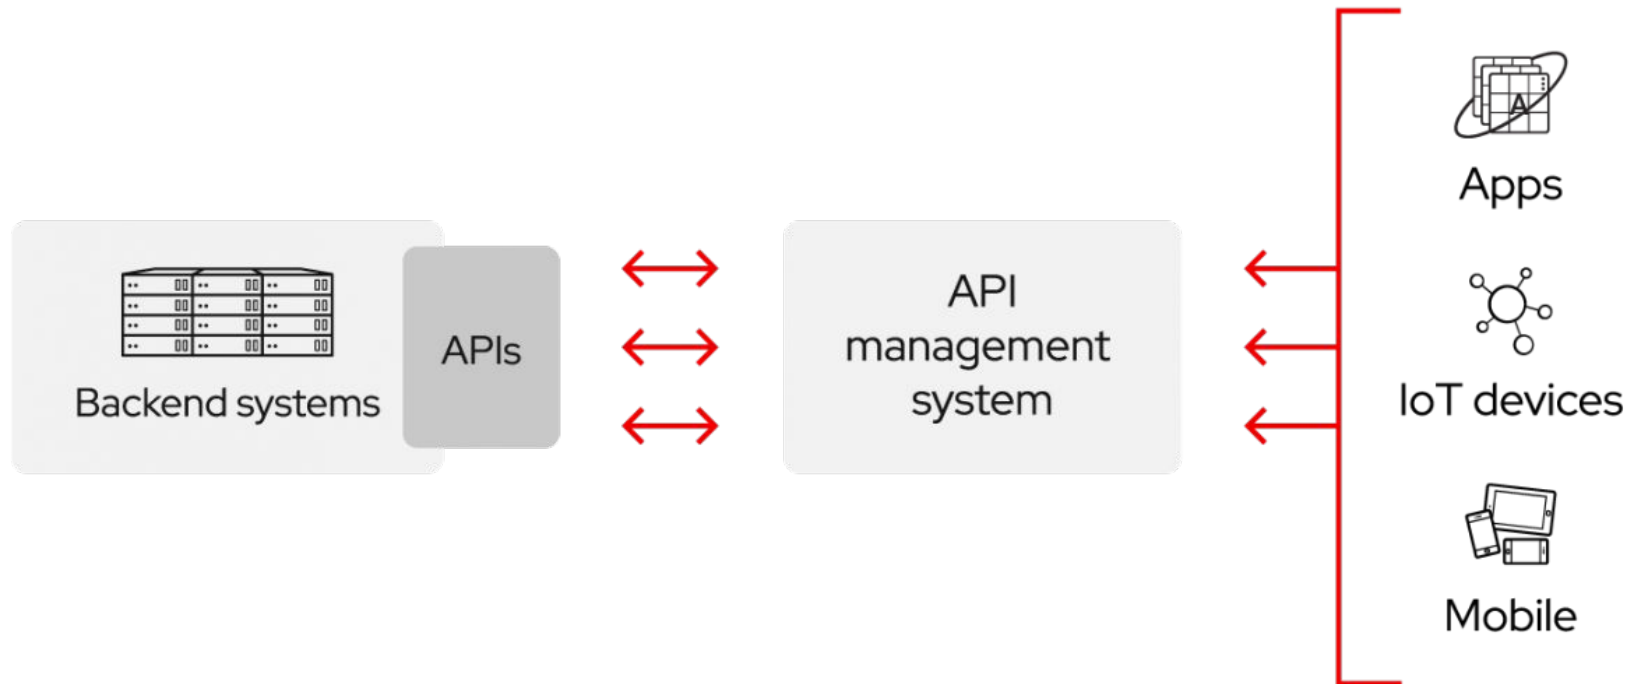 Backend systems
APIs
API
management
system
A
Apps
IoT devices
Mobile